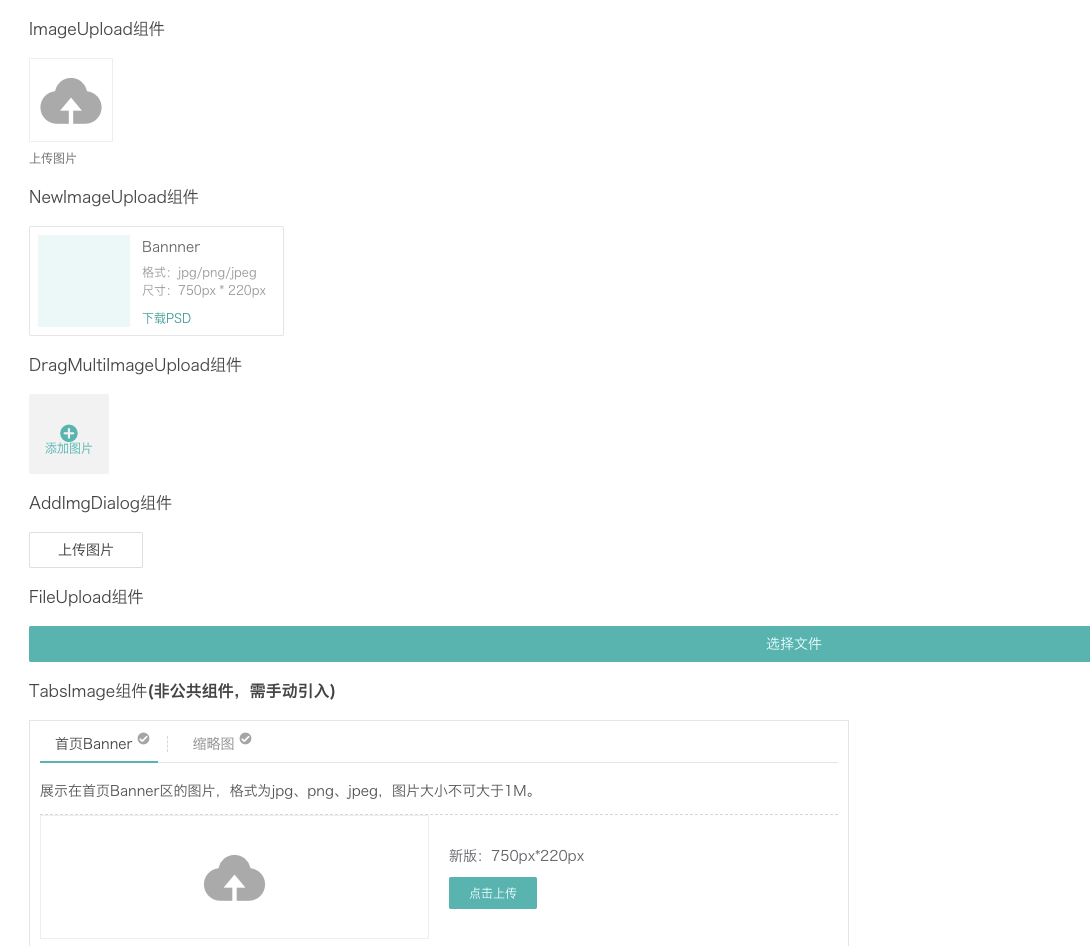 ImageUpload组件
上传图片
NewImageUpload组件
Bannner
格式：jpg/png/jpeg
尺寸：750px * 220px
下载PSD
DragMultiImageUpload组件
添加图片
AddImgDialog组件
上传图片
FileUpload组件
选择文件
TabsImage组件(非公共组件，需手动引入)
首页Banner 缩略图
展示在首页Banner区的图片，格式为jpg、png、jpeg，图片大小不可大于1M。
新版：750px*220px
点击上传